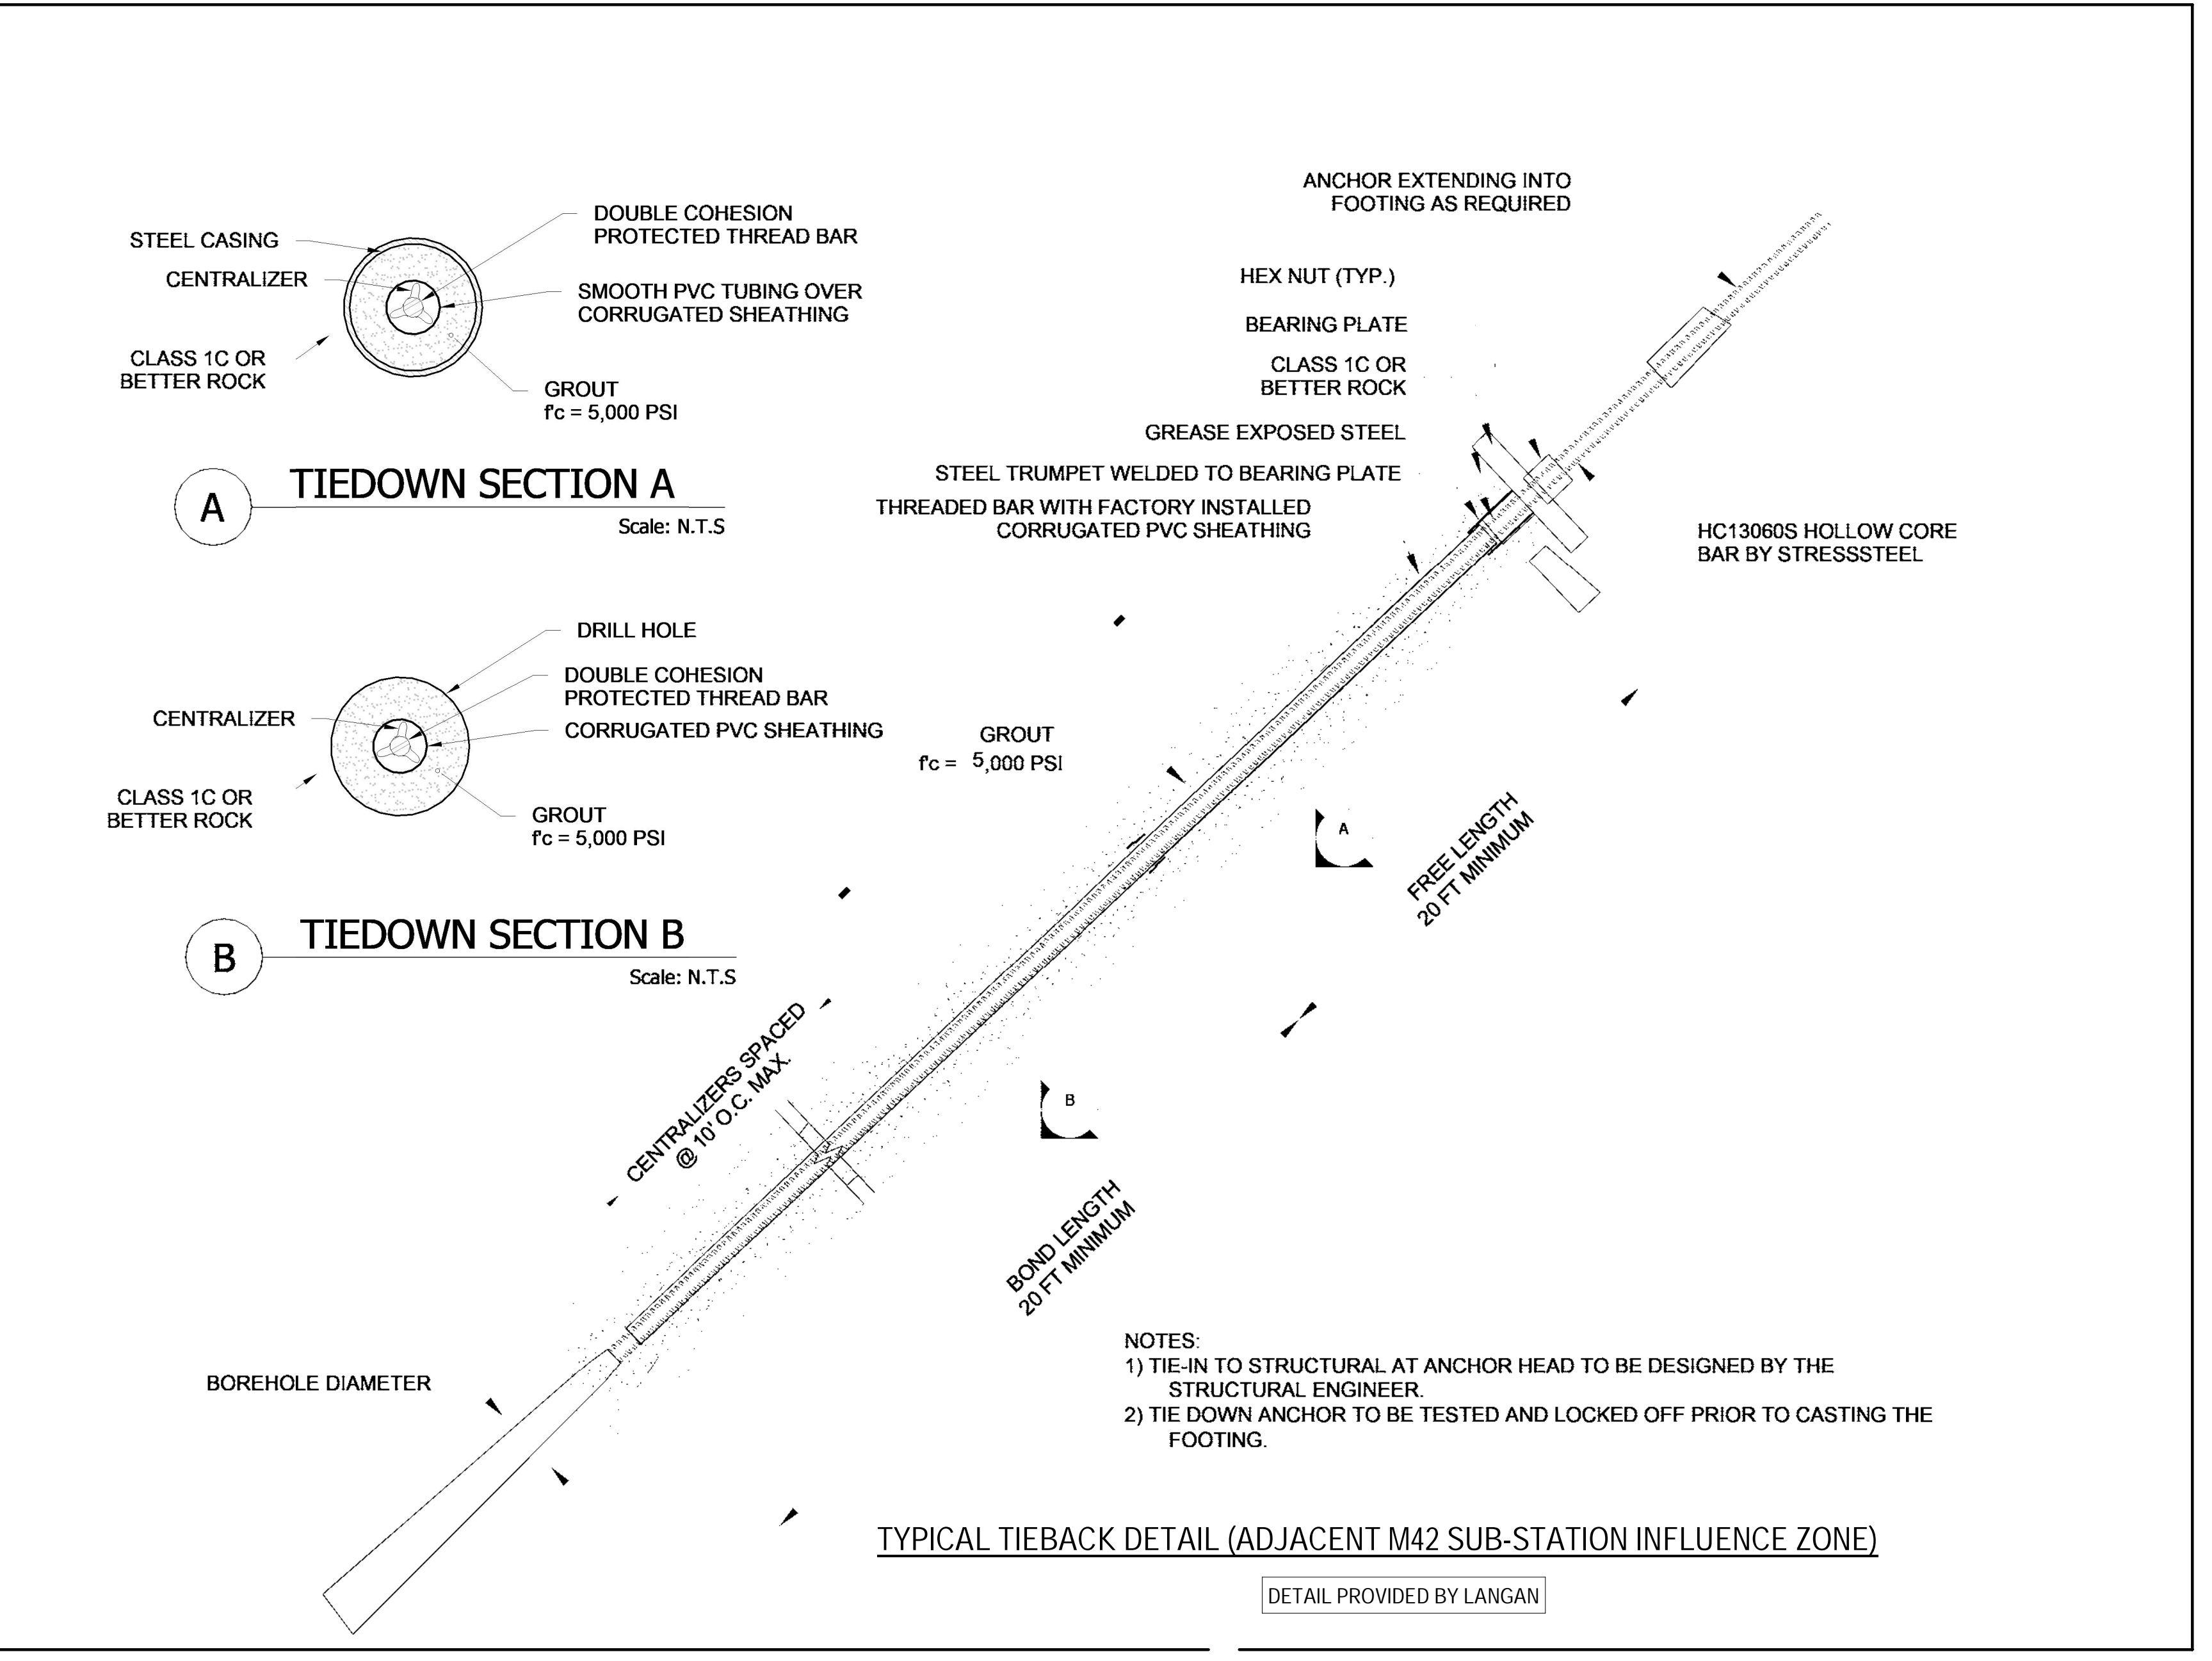 STEEL CASING
CENTRALIZER
CLASS 1C OR
BETTER ROCK
DOUBLE COHESION
PROTECTED THREAD BAR
SMOOTH PVC TUBING OVER
CORRUGATED SHEATHING
GROUT
f'c = 5,000 PSI
A
TIEDOWN SECTION A
Scale: N.T.S
DRILL HOLE
DOUBLE COHESION
PROTECTED THREAD BAR
CENTRALIZER
CORRUGATED PVC SHEATHING
CLASS 1C OR
BETTER ROCK
GROUT
f'c = 5,000 PSI
B
TIEDOWN SECTION B
Scale: N.T.S
ANCHOR EXTENDING INTO
FOOTING AS REQUIRED
HEX NUT (TYP.)
BEARING PLATE
CLASS 1C OR
BETTER ROCK
GREASE EXPOSED STEEL
STEEL TRUMPET WELDED TO BEARING PLATE
THREADED BAR WITH FACTORY INSTALLED
CORRUGATED PVC SHEATHING
HC13060S HOLLOW CORE
BAR BY STRESSSTEEL
GROUT
f'c = 5,000 PSI
A
FREE LENGTH
20 FT MINIMUM
CENTRALIZERS SPACED
@ 10' O.C. MAX.
B
BOND LENGTH
20 FT MINIMUM
BOREHOLE DIAMETER
NOTES:
1) TIE-IN TO STRUCTURAL AT ANCHOR HEAD TO BE DESIGNED BY THE
STRUCTURAL ENGINEER.
2) TIE DOWN ANCHOR TO BE TESTED AND LOCKED OFF PRIOR TO CASTING THE
FOOTING.
TYPICAL TIEBACK DETAIL (ADJACENT M42 SUB-STATION INFLUENCE ZONE)
DETAIL PROVIDED BY LANGAN